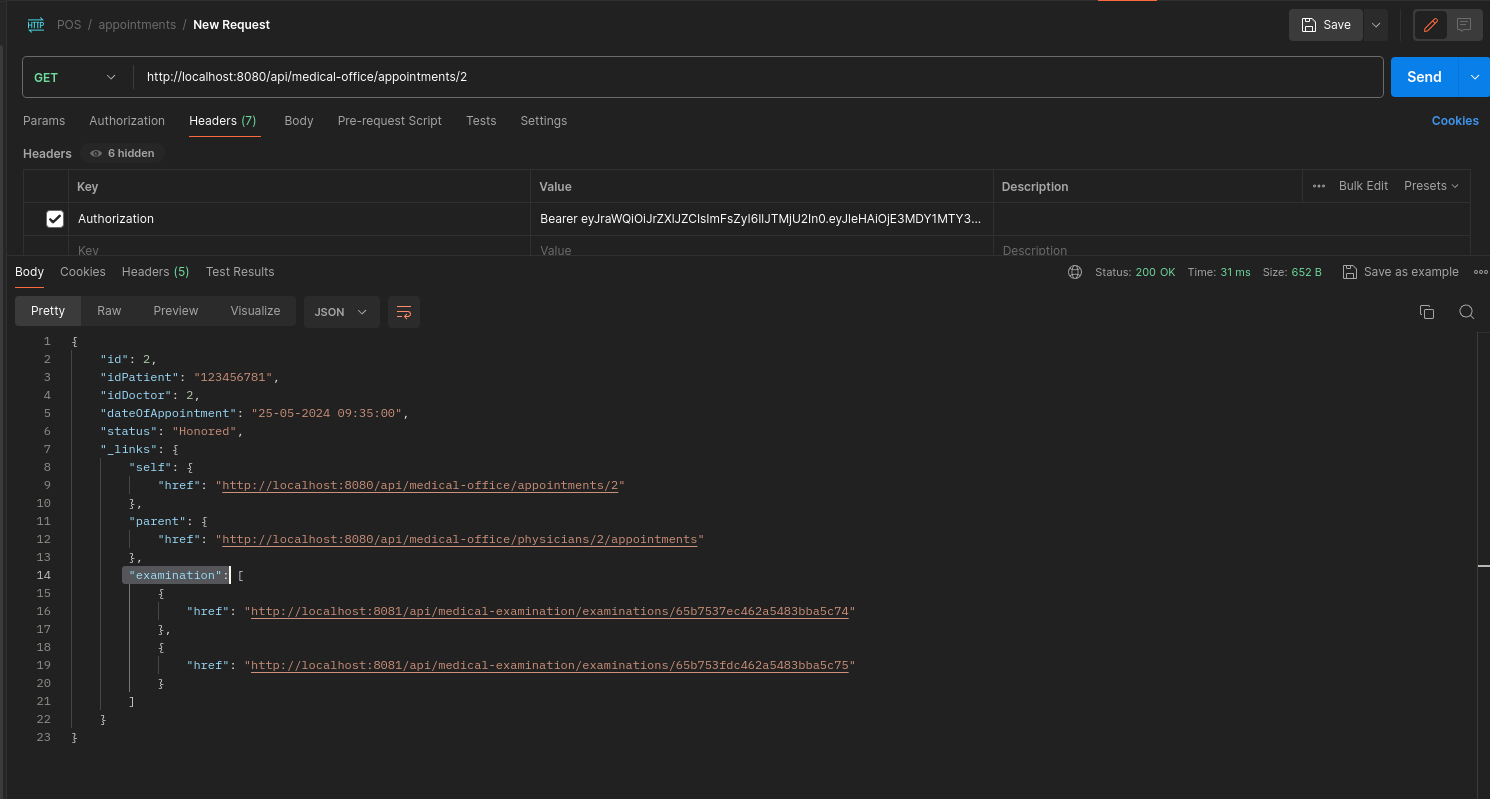 HTTP POS / appointments / New Request Save
GET http://localhost:8080/api/medical-office/appointments/2 Send
Params Authorization Headers (7) Body Pre-request Script Tests Settings Cookies
Headers 6 hidden
Key Value Description ... Bulk Edit Presets
Authorization Bearer eyJraWQiOiJrZXlJZCIsImFsZyI6IlJTMjU2In0.eyJleHAiOjE3MDY1MTY3...
Key Value Description
Body Cookies Headers (5) Test Results Status: 200 OK Time: 31 ms Size: 652 B Save as example
Pretty Raw Preview Visualize JSON
1 {
2 "id": 2,
3 "idPatient": "123456781",
4 "idDoctor": 2,
5 "dateOfAppointment": "25-05-2024 09:35:00",
6 "status": "Honored",
7 "_links": {
8 "self": {
9 "href": "http://localhost:8080/api/medical-office/appointments/2"
10 },
11 "parent": {
12 "href": "http://localhost:8080/api/medical-office/physicians/2/appointments"
13 },
14 "examination": [
15 {
16 "href": "http://localhost:8081/api/medical-examination/examinations/65b7537ec462a5483bba5c74"
17 },
18 {
19 "href": "http://localhost:8081/api/medical-examination/examinations/65b753fdc462a5483bba5c75"
20 }
21 ]
22 }
23 }